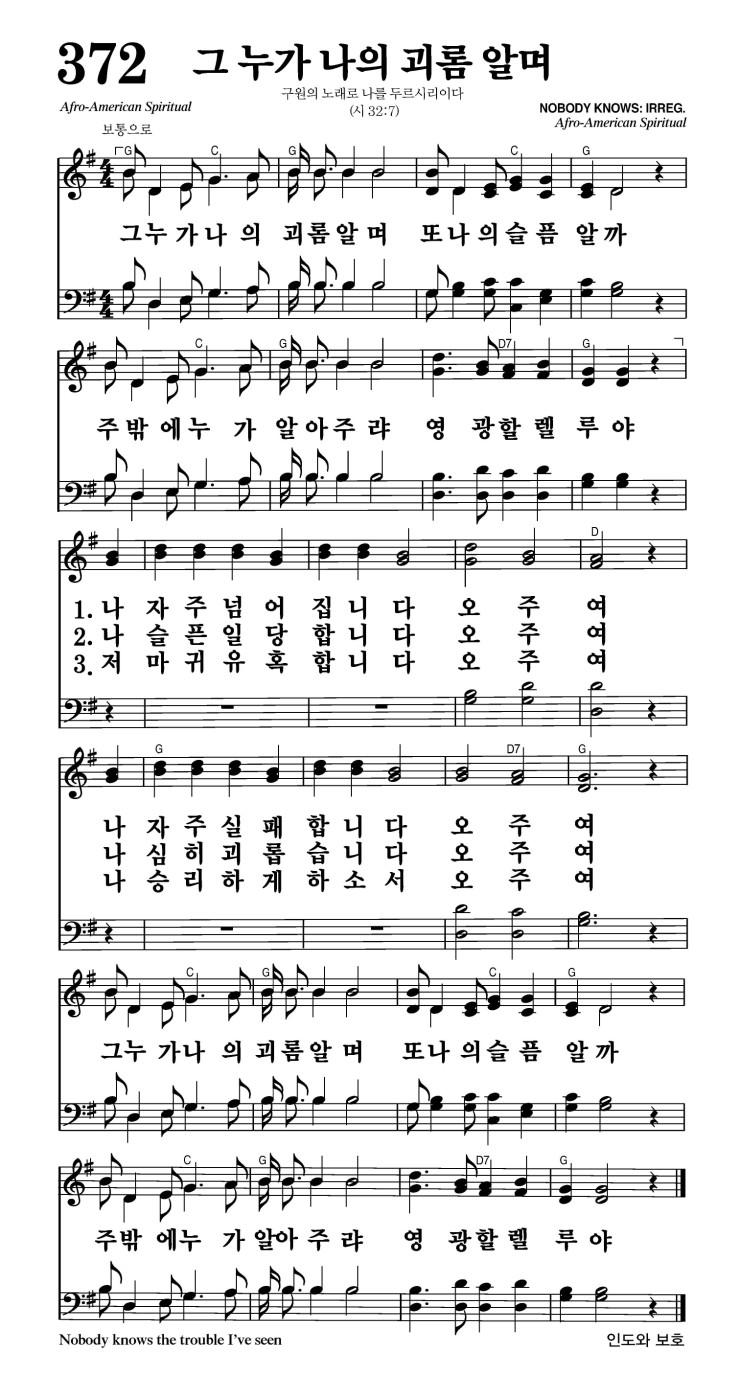 372 그 누가 나의 괴롬 알며
구원의 노래로 나를 두르시리이다
(시 32:7)
Afro-American Spiritual
NOBODY KNOWS: IRREG.
Afro-American Spiritual
보통으로
G C G C G
4 4
그누 가나 의 괴롬알 며 또나 의슬 픔 알까
4 4
C G D7 G
주밖 에누 가 알아주 랴 영 광할 렐 루 야
D
1. 나 자 주 넘 어 집 니 다 오 주 여
2. 나 슬 픈 일 당 합 니 다 오 주 여
3. 저 마 귀 유 혹 합 니 다 오 주 여
G D7 G
나 자 주 실 패 합 니 다 오 주 여
나 심 히 괴 롭 습 니 다 오 주 여
나 승 리 하 게 하 소 서 오 주 여
C G C G
그누 가나 의 괴롬알 며 또나 의슬 픔 알까
C G D7 G
주밖 에누 가 알아 주 랴 영 광할 렐 루 야
Nobody knows the trouble I've seen
인도와 보호